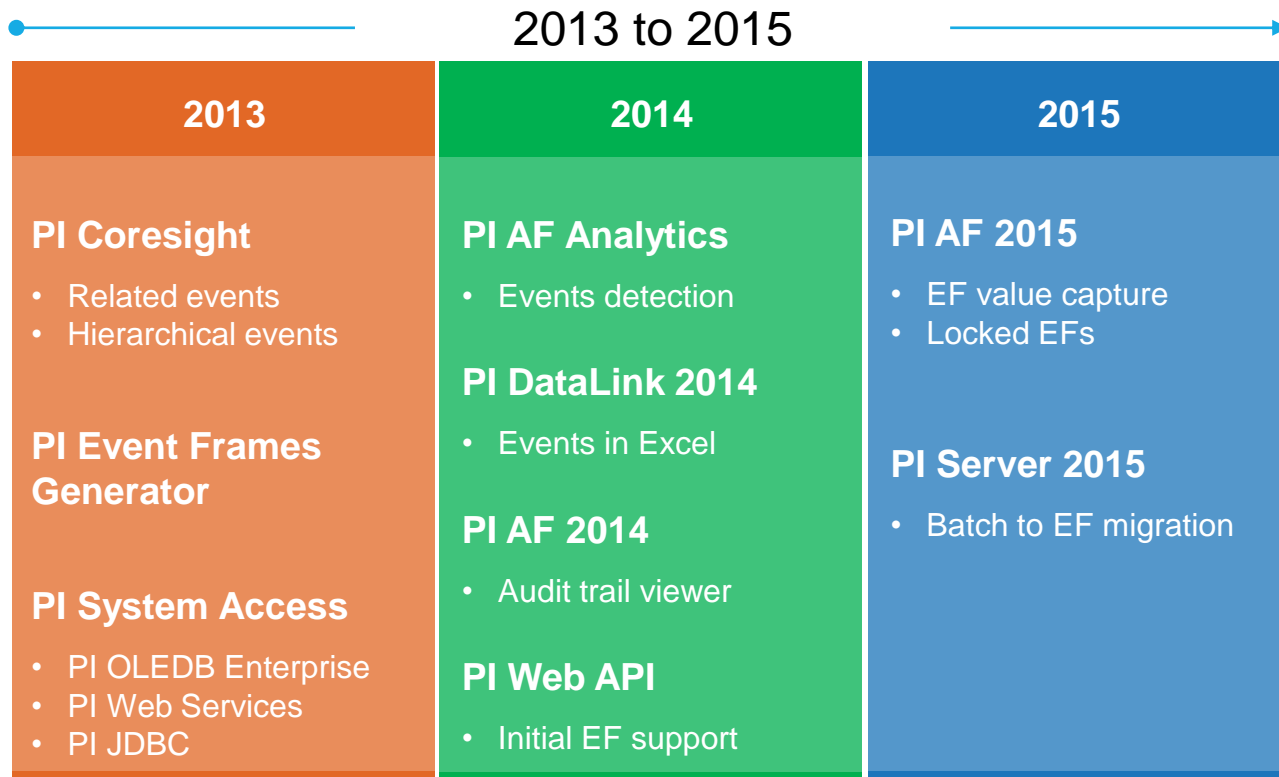 2013 to 2015
2013
PI Coresight
• Related events
• Hierarchical events
PI Event Frames
Generator
PI System Access
• PI OLEDB Enterprise
• PI Web Services
• PI JDBC
2014
PI AF Analytics
• Events detection
PI DataLink 2014
• Events in Excel
PI AF 2014
• Audit trail viewer
PI Web API
• Initial EF support
2015
PI AF 2015
• EF value capture
• Locked EFs
PI Server 2015
• Batch to EF migration